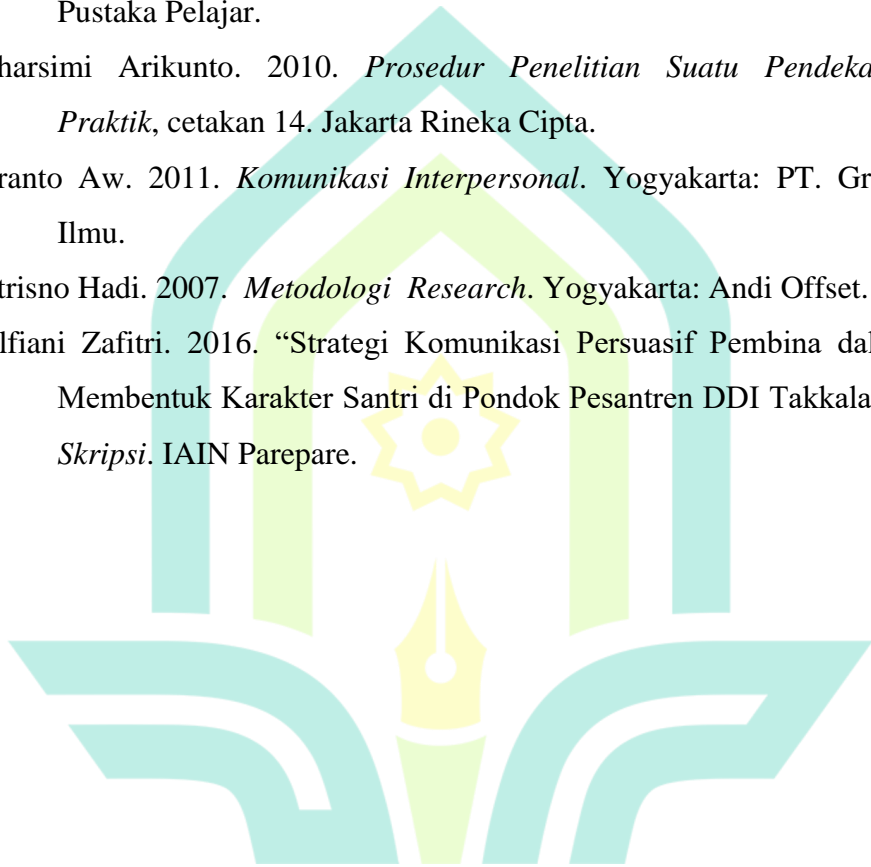 Pustaka Pelajar.
harsimi Arikunto. 2010. Prosedur Penelitian Suatu Pendeka
Praktik, cetakan 14. Jakarta Rineka Cipta.
ranto Aw. 2011. Komunikasi Interpersonal. Yogyakarta: PT. Gr
Ilmu.
trisno Hadi. 2007. Metodologi Research. Yogyakarta: Andi Offset.
lfiani Zafitri. 2016. “Strategi Komunikasi Persuasif Pembina dal
Membentuk Karakter Santri di Pondok Pesantren DDI Takkala
Skripsi. IAIN Parepare.